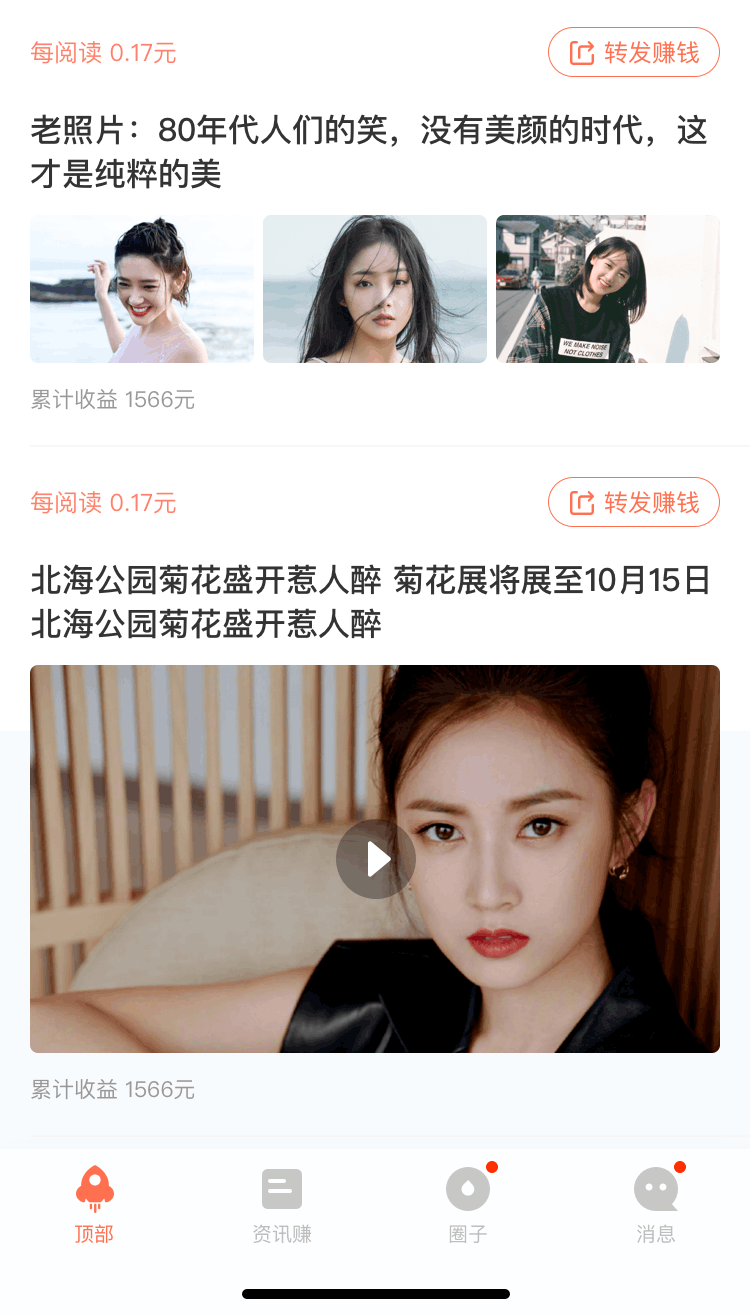 每阅读 0.17元
转发赚钱
老照片：80年代人们的笑，没有美颜的时代，这
才是纯粹的美
WE MAKE NOISE
NOT CLOTHES
累计收益 1566元
每阅读 0.17元
转发赚钱
北海公园菊花盛开惹人醉 菊花展将展至10月15日
北海公园菊花盛开惹人醉
累计收益 1566元
顶部
资讯赚
圈子
消息